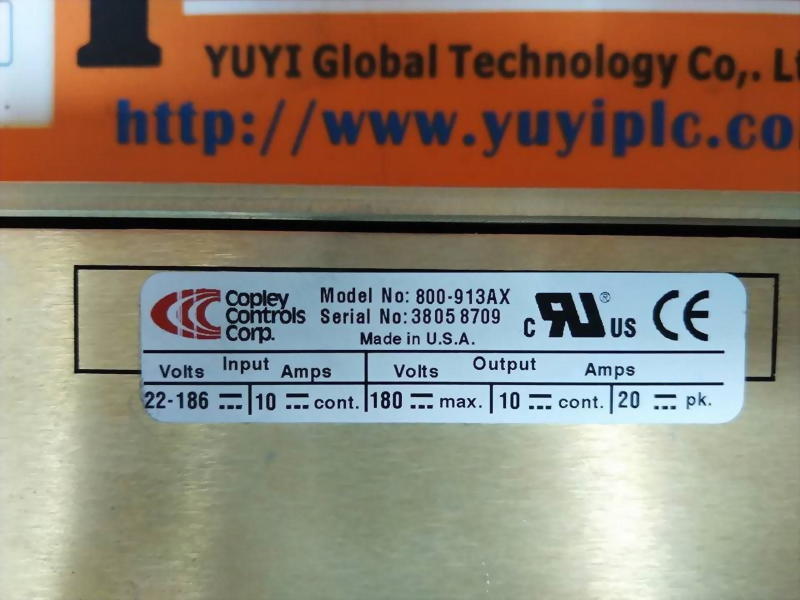 YUYI Global Technology Co,. Lt
http://www.yuyiplc.co
Copley Controls Corp.
Model No: 800-913AX
Serial No: 3805 8709
Made in U.S.A.
c RU ® US CE
Input Output
Volts Amps Volts Amps
22-186 ⎓ 10 ⎓ cont. 180 ⎓ max. 10 ⎓ cont. 20 ⎓ pk.